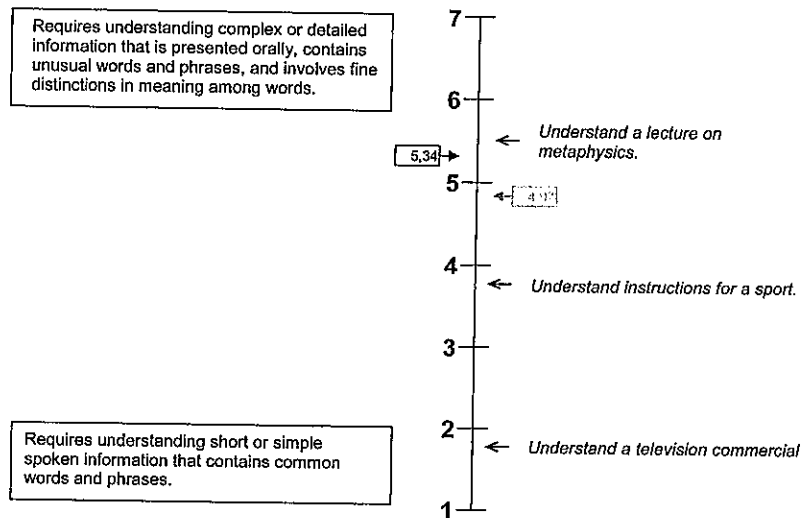 Requires understanding complex or detailed
information that is presented orally, contains
unusual words and phrases, and involves fine
distinctions in meaning among words.
7
6
Understand a lecture on
metaphysics.
5,34
5
4
Understand instructions for a sport.
3
2
Requires understanding short or simple
spoken information that contains common
words and phrases.
Understand a television commercial
1